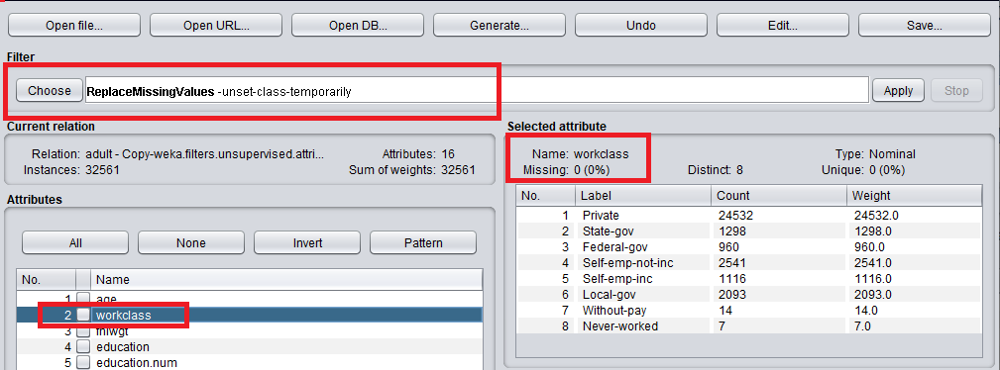 Open file... Open URL... Open DB... Generate... Undo Edit... Save...
Filter
Choose ReplaceMissingValues -unset-class-temporarily Apply Stop
Current relation
Relation: adult - Copy-weka.filters.unsupervised.attri... Attributes: 16
Instances: 32561 Sum of weights: 32561
Attributes
All None Invert Pattern
No. Name
1 age
2 workclass
3 fnlwgt
4 education
5 education.num
Selected attribute
Name: workclass Type: Nominal
Missing: 0 (0%) Distinct: 8 Unique: 0 (0%)
No. Label Count Weight
1 Private 24532 24532.0
2 State-gov 1298 1298.0
3 Federal-gov 960 960.0
4 Self-emp-not-inc 2541 2541.0
5 Self-emp-inc 1116 1116.0
6 Local-gov 2093 2093.0
7 Without-pay 14 14.0
8 Never-worked 7 7.0